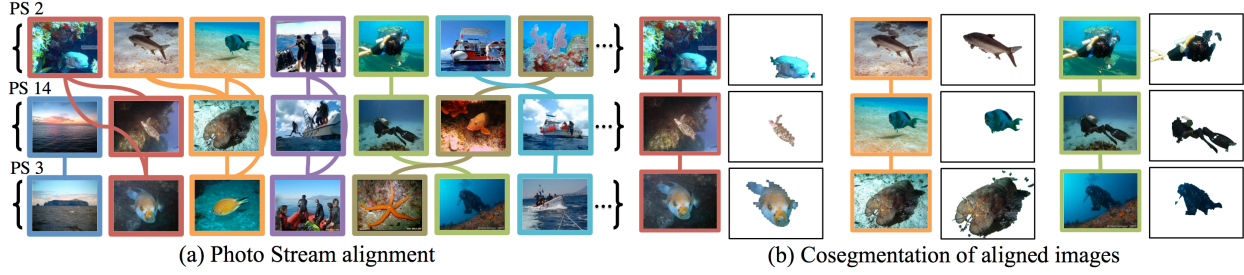 PS 2
PS 14
PS 3
(a) Photo Stream alignment
(b) Cosegmentation of aligned images